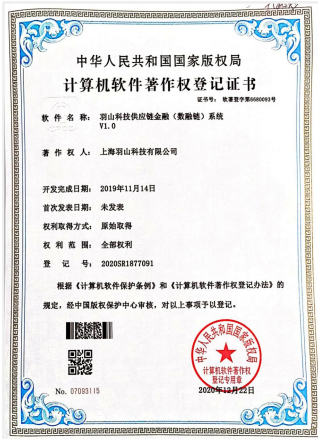 中华人民共和国国家版权局
计算机软件著作权登记证书
证书号： 软著登字第6680093号
软件名称： 羽山科技供应链金融（数融链）系统
V1.0
著作权人： 上海羽山科技有限公司
开发完成日期： 2019年11月14日
首次发表日期： 未发表
权利取得方式： 原始取得
权利范围： 全部权利
登记号： 2020SR1877091
根据《计算机软件保护条例》和《计算机软件著作权登记办法》的
规定，经中国版权保护中心审核，对以上事项予以登记。
中华人民共和国国家版权局
计算机软件著作权
登记专用章
No. 07093115
2020年12月22日